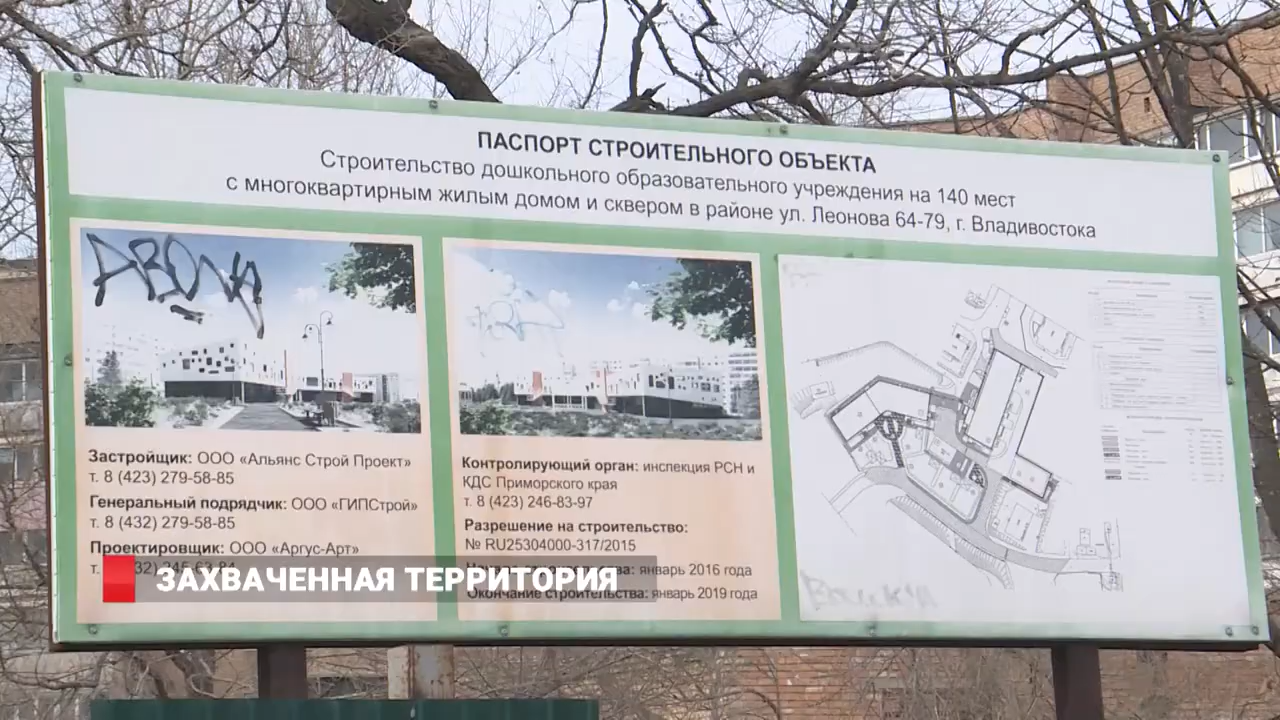 ПАСПОРТ СТРОИТЕЛЬНОГО ОБЪЕКТА
Строительство дошкольного образовательного учреждения на 140 мест
с многоквартирным жилым домом и сквером в районе ул. Леонова 64-79, г. Владивостока
Застройщик: ООО «Альянс Строй Проект»
т. 8 (423) 279-58-85
Генеральный подрядчик: ООО «ГИПСтрой»
т. 8 (432) 279-58-85
Проектировщик: ООО «Аргус-Арт»
т.
Контролирующий орган: инспекция РСН и
КДС Приморского края
т. 8 (423) 246-83-97
Разрешение на строительство:
№ RU25304000-317/2015
январь 2016 года
Окончание строительства: январь 2019 года
ЗАХВАЧЕННАЯ ТЕРРИТОРИЯ